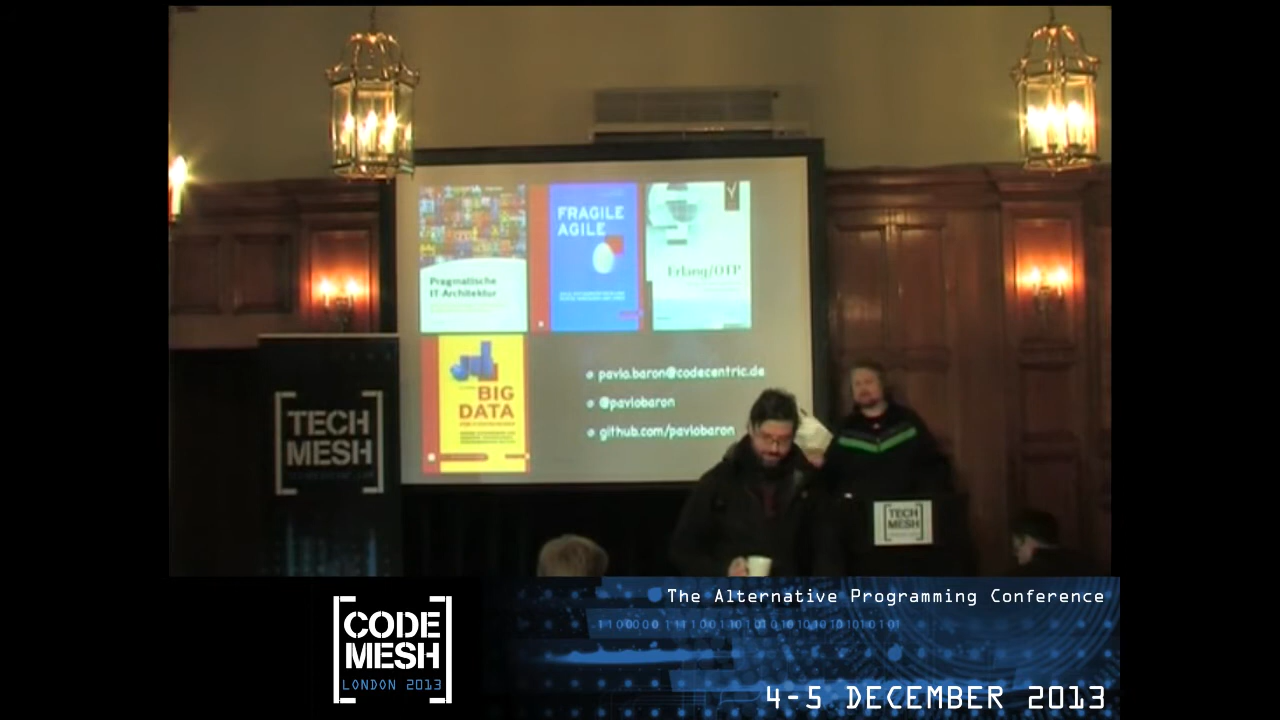 Pragmatische
IT-Architektur
FRAGILE
AGILE
Erlang/OTP
BIG
DATA
pavlo.baron@codecentric.de
@pavlobaron
github.com/pavlobaron
TECH
MESH
TECH
MESH
The Alternative Programming Conference
CODE
MESH
LONDON 2013
4-5 DECEMBER 2013